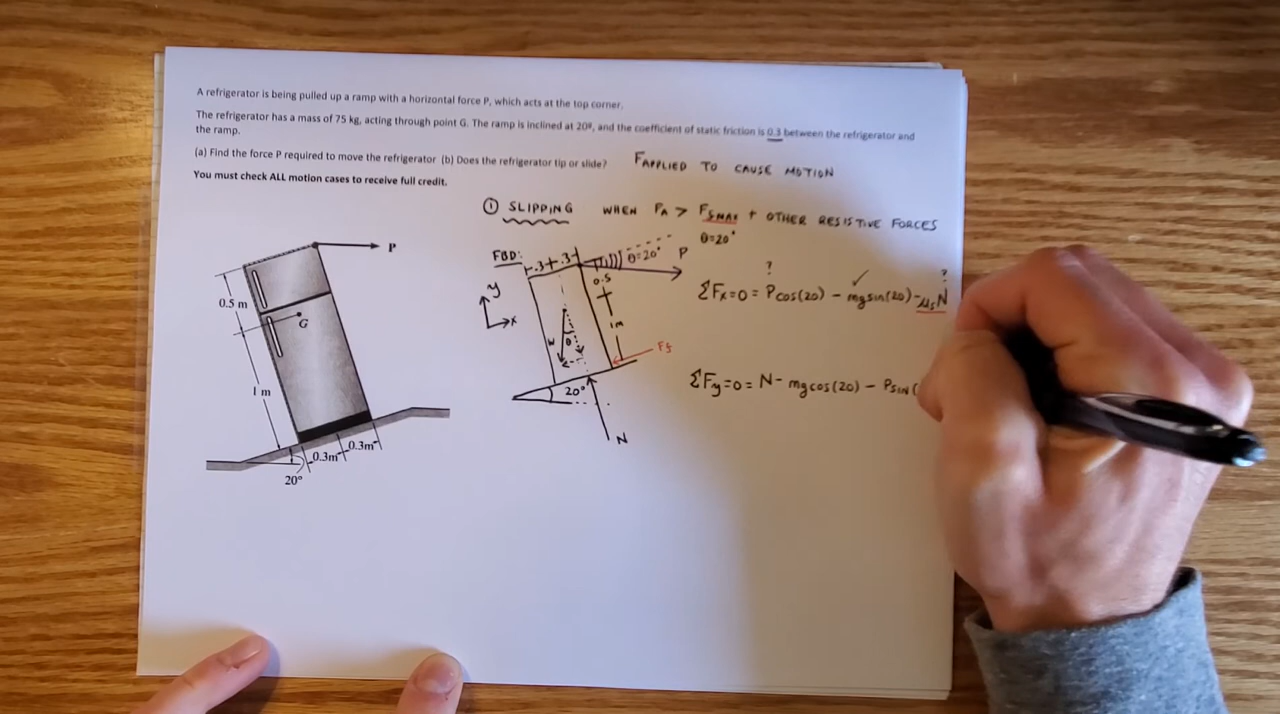 A refrigerator is being pulled up a ramp with a horizontal force P, which acts at the top corner.
The refrigerator has a mass of 75 kg, acting through point G. The ramp is inclined at 20º, and the coefficient of static friction is 0.3 between the refrigerator and
the ramp.
(a) Find the force P required to move the refrigerator (b) Does the refrigerator tip or slide?
FAPPLIED TO CAUSE MOTION
You must check ALL motion cases to receive full credit.
① SLIPPING WHEN PA > FSMAX + OTHER RESISTIVE FORCES
θ=20°
FBD:
.3 .3
θ=20° P
P
0.5
1m
y
x
W
θ
Ff
20°
N
0.5 m
G
1 m
0.3m
0.3m
20°
? ✓ ?
ΣFx=0 = Pcos(20) - mgsin(20) - μsN
ΣFy=0 = N - mgcos(20) - PSIN(